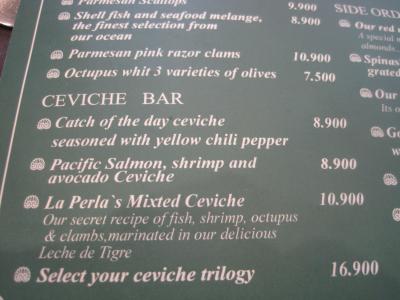 Parmesan Scallops 9.900
Shell fish and seafood melange, 8.900
the finest selection from
our ocean
Parmesan pink razor clams 10.900
Octupus whit 3 varieties of olives 7.500
CEVICHE BAR
Catch of the day ceviche 8.900
seasoned with yellow chili pepper
Pacific Salmon, shrimp and 8.900
avocado Ceviche
La Perla`s Mixted Ceviche 10.900
Our secret recipe of fish, shrimp, octupus
& clambs,marinated in our delicious
Leche de Tigre
Select your ceviche trilogy 16.900
SIDE ORD
Our red
A special
almonds...
Spinas
grated
Our
Its o